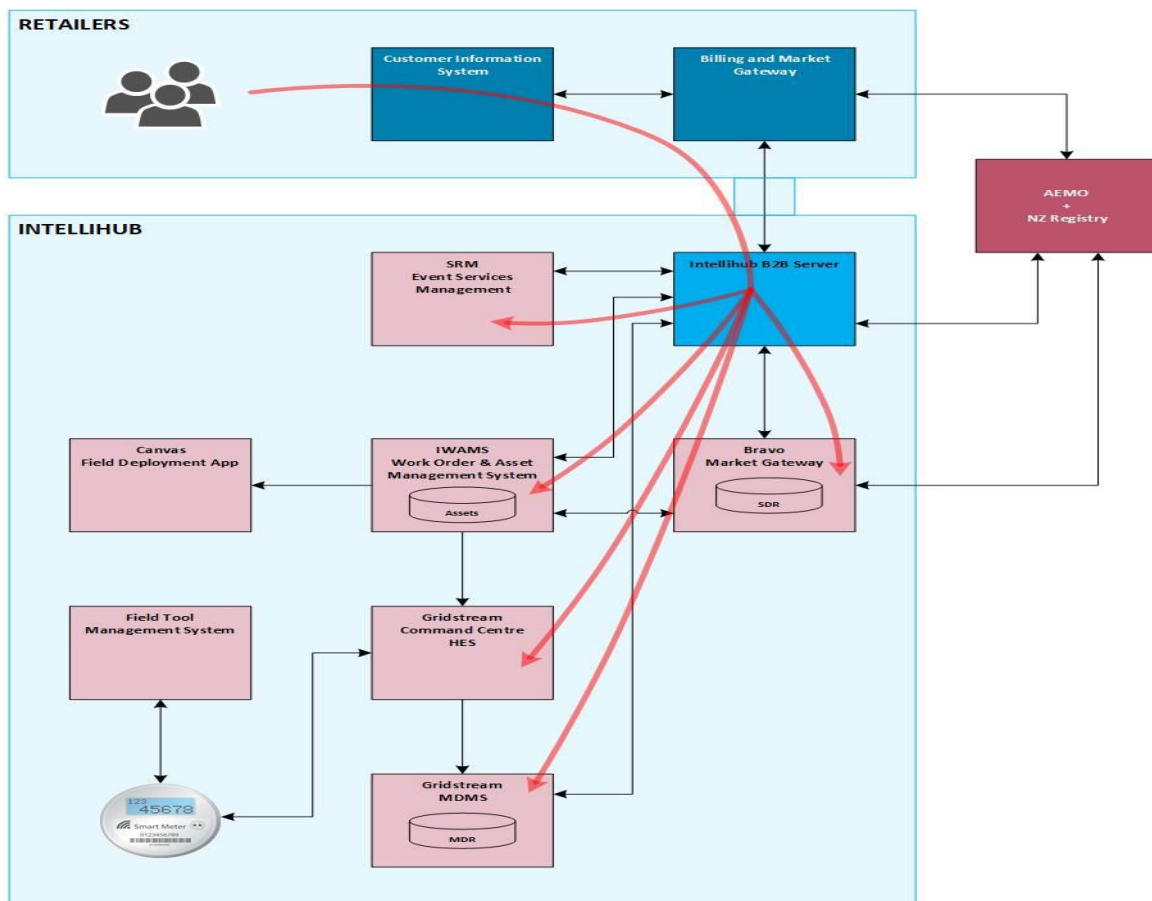 RETAILERS
Customer Information
System
Billing and Market
Gateway
AEMO
+
NZ Registry
INTELLIHUB
SRM
Event Services
Management
Intellihub B2B Server
Canvas
Field Deployment App
IWAMS
Work Order & Asset
Management System
Assets
Bravo
Market Gateway
SDR
Field Tool
Management System
Gridstream
Command Centre
HES
123
45678
Smart Meter
0123456789
Gridstream
MDMS
MDR